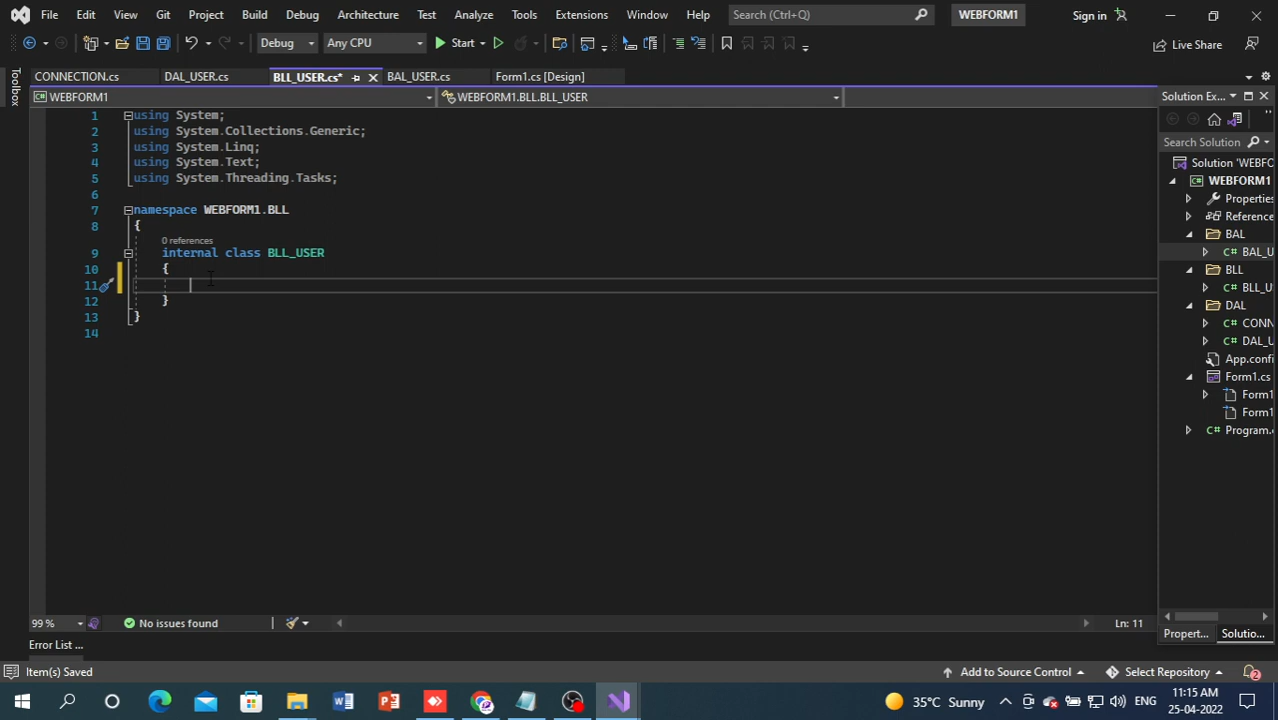 File Edit View Git Project Build Debug Architecture Test Analyze Tools Extensions Window Help Search (Ctrl+Q) WEBFORM1 Sign in
Debug Any CPU Start Live Share
Toolbox
CONNECTION.cs DAL_USER.cs BLL_USER.cs* BAL_USER.cs Form1.cs [Design]
WEBFORM1 WEBFORM1.BLL.BLL_USER
1 using System;
2 using System.Collections.Generic;
3 using System.Linq;
4 using System.Text;
5 using System.Threading.Tasks;
6
7 namespace WEBFORM1.BLL
8 {
0 references
9 internal class BLL_USER
10 {
11
12 }
13 }
14
Solution Ex...
Search Solution
Solution 'WEBFO
WEBFORM1
Properties
Reference
BAL
C# BAL_U
BLL
C# BLL_U
DAL
C# CONN
C# DAL_U
App.confi
Form1.cs
Form1
Form1
C# Program.c
99 % No issues found Ln: 11
Propert... Solutio...
Error List ...
Item(s) Saved Add to Source Control Select Repository 2
35°C Sunny ENG 11:15 AM
25-04-2022